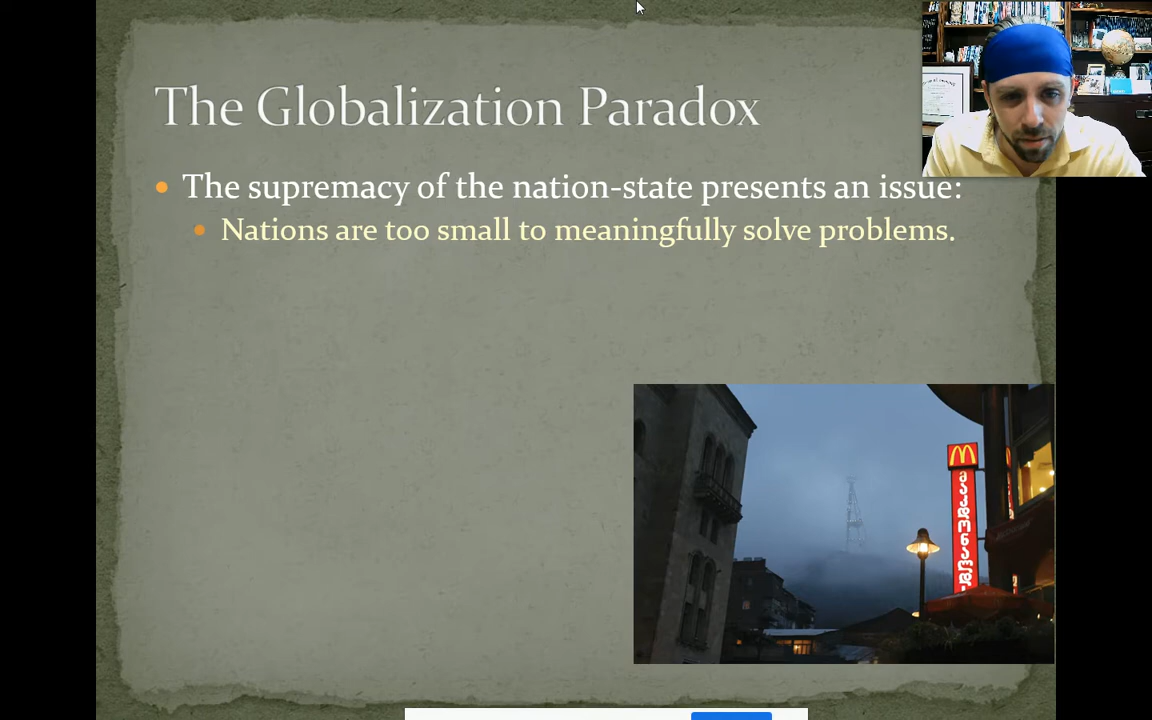 The Globalization Paradox
The supremacy of the nation-state presents an issue:
Nations are too small to meaningfully solve problems.